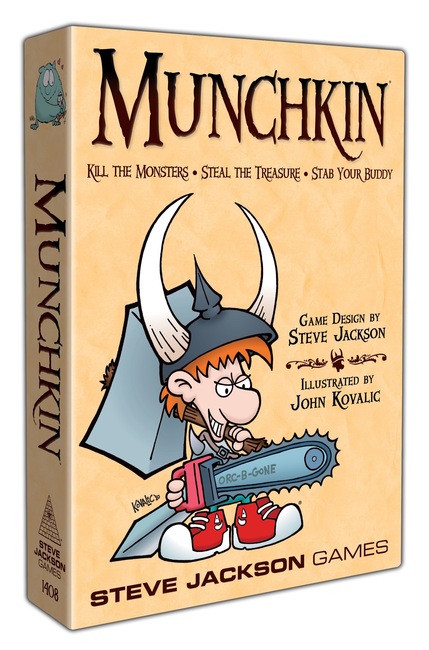 MUNCHKIN
KILL THE MONSTERS • STEAL THE TREASURE • STAB YOUR BUDDY
GAME DESIGN BY
STEVE JACKSON
ILLUSTRATED BY
JOHN KOVALIC
ORC-B-GONE
KOVALIC
STEVE JACKSON GAMES
MUNCHKIN
STEVE
JACKSON
GAMES
1408